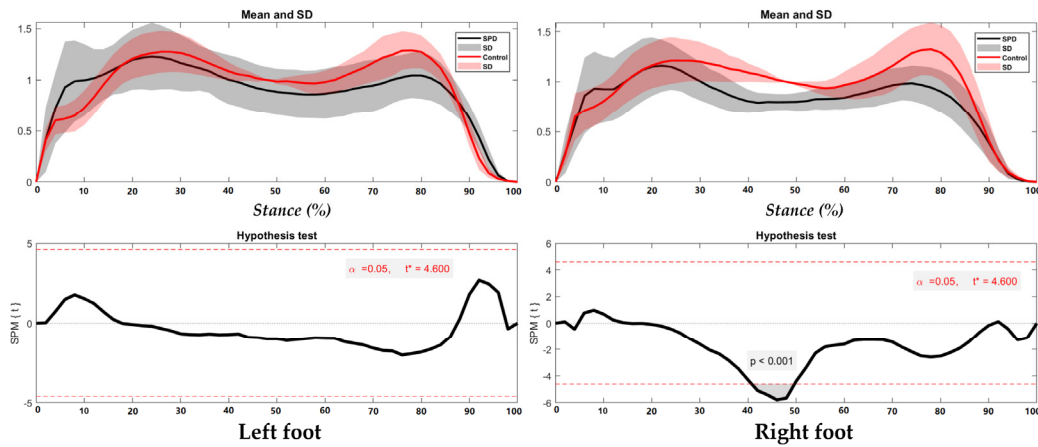 Mean and SD
1.5
1
0.5
0
SPD
SD
Control
SD
0 10 20 30 40 50 60 70 80 90 100
Stance (%)
Mean and SD
1.5
1
0.5
0
SPD
SD
Control
SD
0 10 20 30 40 50 60 70 80 90 100
Stance (%)
Hypothesis test
SPM { t }
5
0
-5
α =0.05, t* = 4.600
0 10 20 30 40 50 60 70 80 90 100
Left foot
Hypothesis test
SPM { t }
6
4
2
0
-2
-4
-6
α =0.05, t* = 4.600
p < 0.001
0 10 20 30 40 50 60 70 80 90 100
Right foot